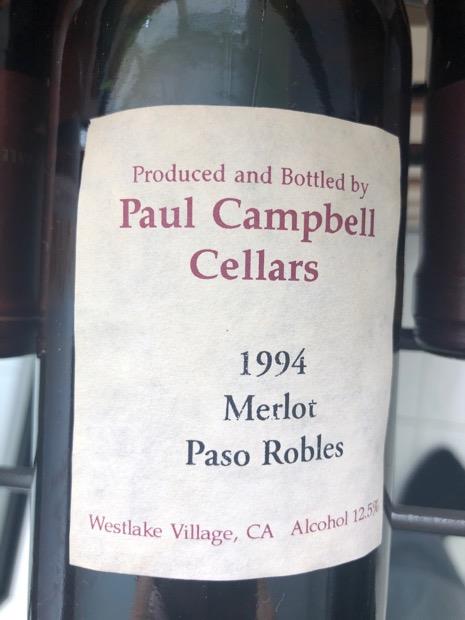 Produced and Bottled by
Paul Campbell
Cellars
1994
Merlot
Paso Robles
Westlake Village, CA Alcohol 12.5%